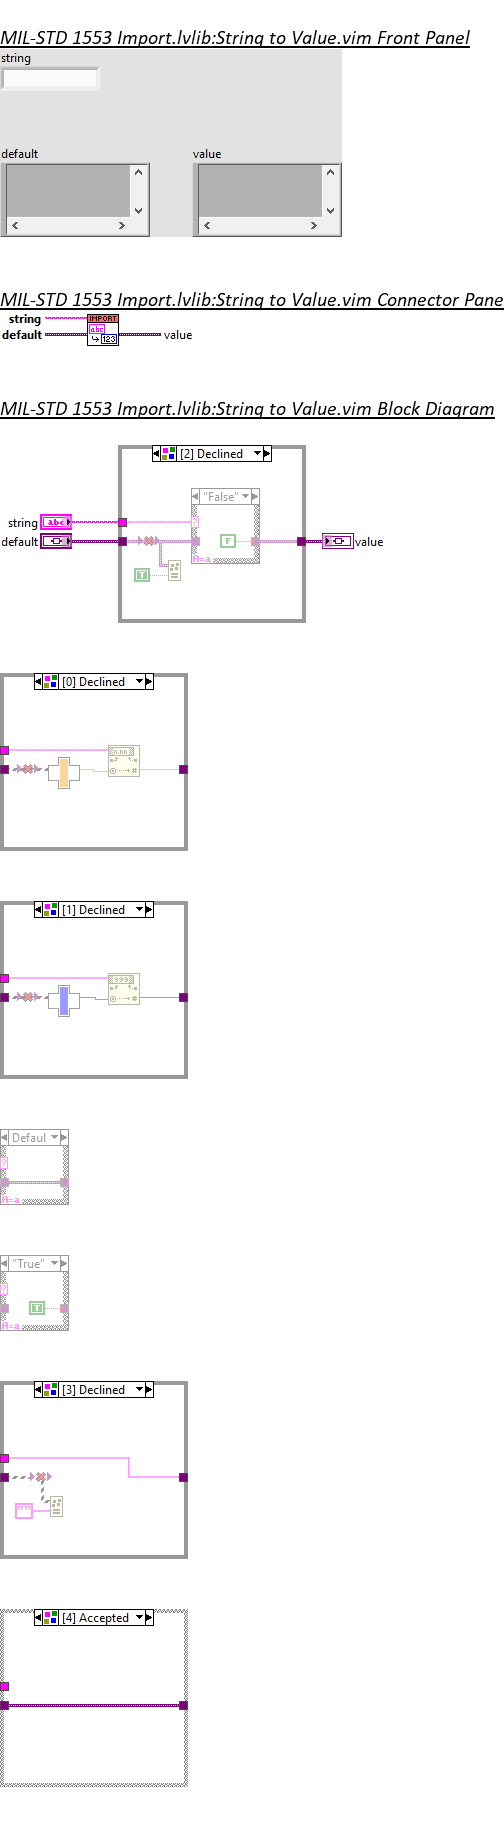 MIL-STD 1553 Import.lvlib:String to Value.vim Front Panel
string
default
value
MIL-STD 1553 Import.lvlib:String to Value.vim Connector Pane
string
default
IMPORT
abc
123
value
MIL-STD 1553 Import.lvlib:String to Value.vim Block Diagram
[2] Declined
"False"
string
abc
?
default
F
value
T
A=a
[0] Declined
n.nn
[1] Declined
999
Defaul
?
A=a
"True"
?
T
A=a
[3] Declined
[4] Accepted